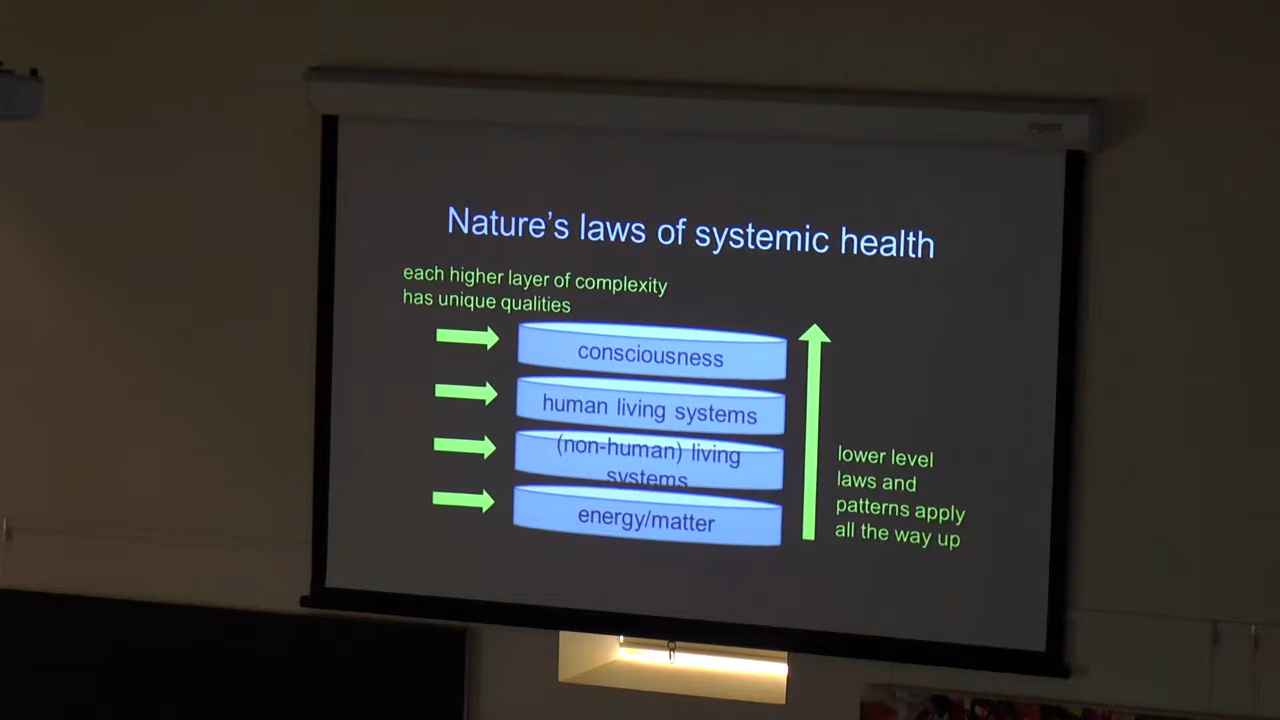 Nature's laws of systemic health
each higher layer of complexity
has unique qualities
consciousness
human living systems
(non-human) living
systems
energy/matter
lower level
laws and
patterns apply
all the way up